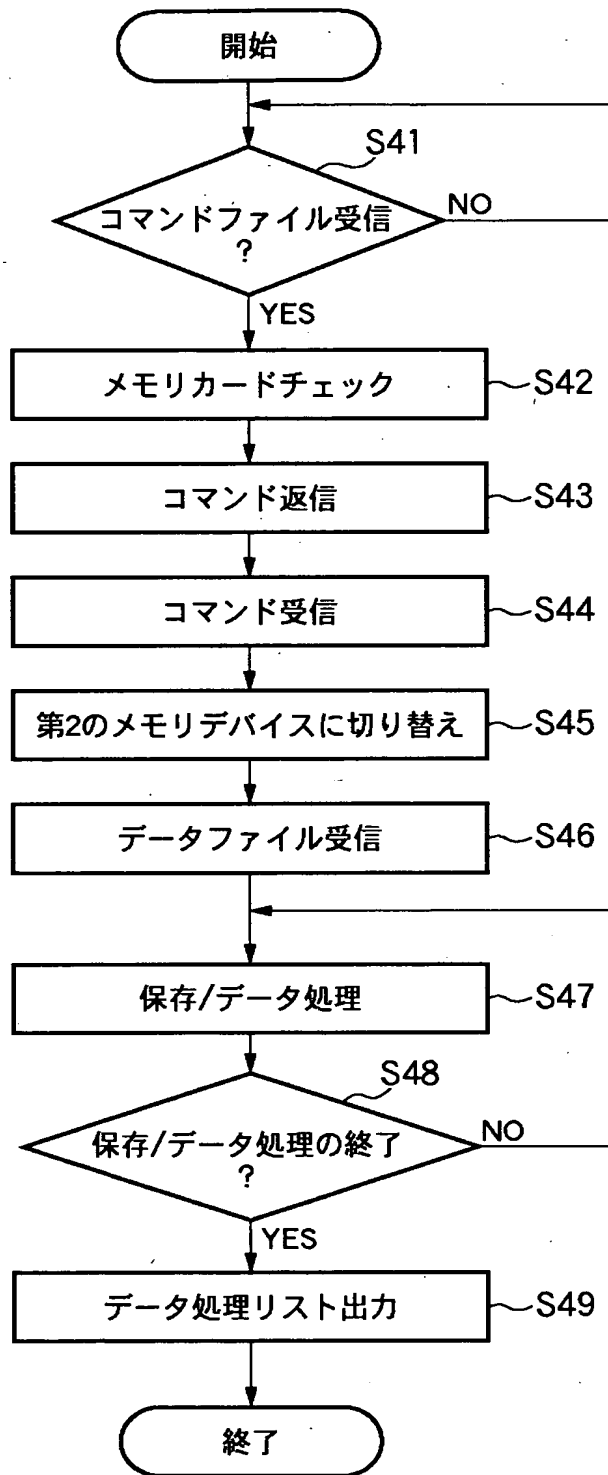 開始
S41
コマンドファイル受信
?
NO
YES
メモリカードチェック
S42
コマンド返信
S43
コマンド受信
S44
第2のメモリデバイスに切り替え
S45
データファイル受信
S46
保存/データ処理
S47
S48
保存/データ処理の終了
?
NO
YES
データ処理リスト出力
S49
終了